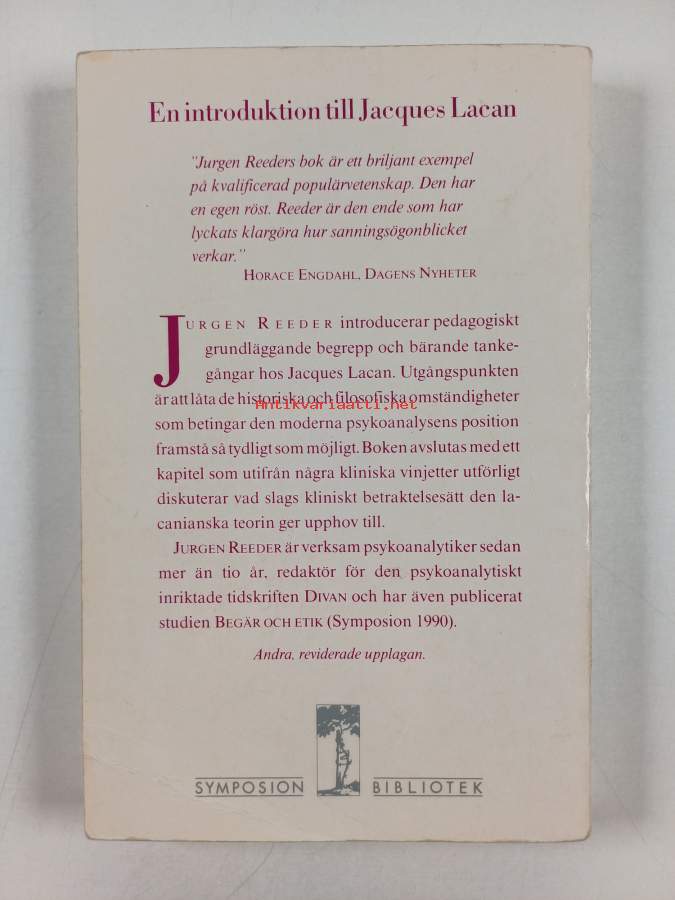 En introduktion till Jacques Lacan
"Jurgen Reeders bok är ett briljant exempel
på kvalificerad populärvetenskap. Den har
en egen röst. Reeder är den ende som har
lyckats klargöra hur sanningsögonblicket
verkar."
HORACE ENGDAHL, DAGENS NYHETER
JURGEN REEDER introducerar pedagogiskt
grundläggande begrepp och bärande tanke-
gångar hos Jacques Lacan. Utgångspunkten
är att låta de historiska och filosofiska omständigheter
Antikvariaatti.net
som betingar den moderna psykoanalysens position
framstå så tydligt som möjligt. Boken avslutas med ett
kapitel som utifrån några kliniska vinjetter utförligt
diskuterar vad slags kliniskt betraktelsesätt den la-
canianska teorin ger upphov till.
JURGEN REEDER är verksam psykoanalytiker sedan
mer än tio år, redaktör för den psykoanalytiskt
inriktade tidskriften DIVAN och har även publicerat
studien BEGÄR OCH ETIK (Symposion 1990).
Andra, reviderade upplagan.
SYMPOSION BIBLIOTEK